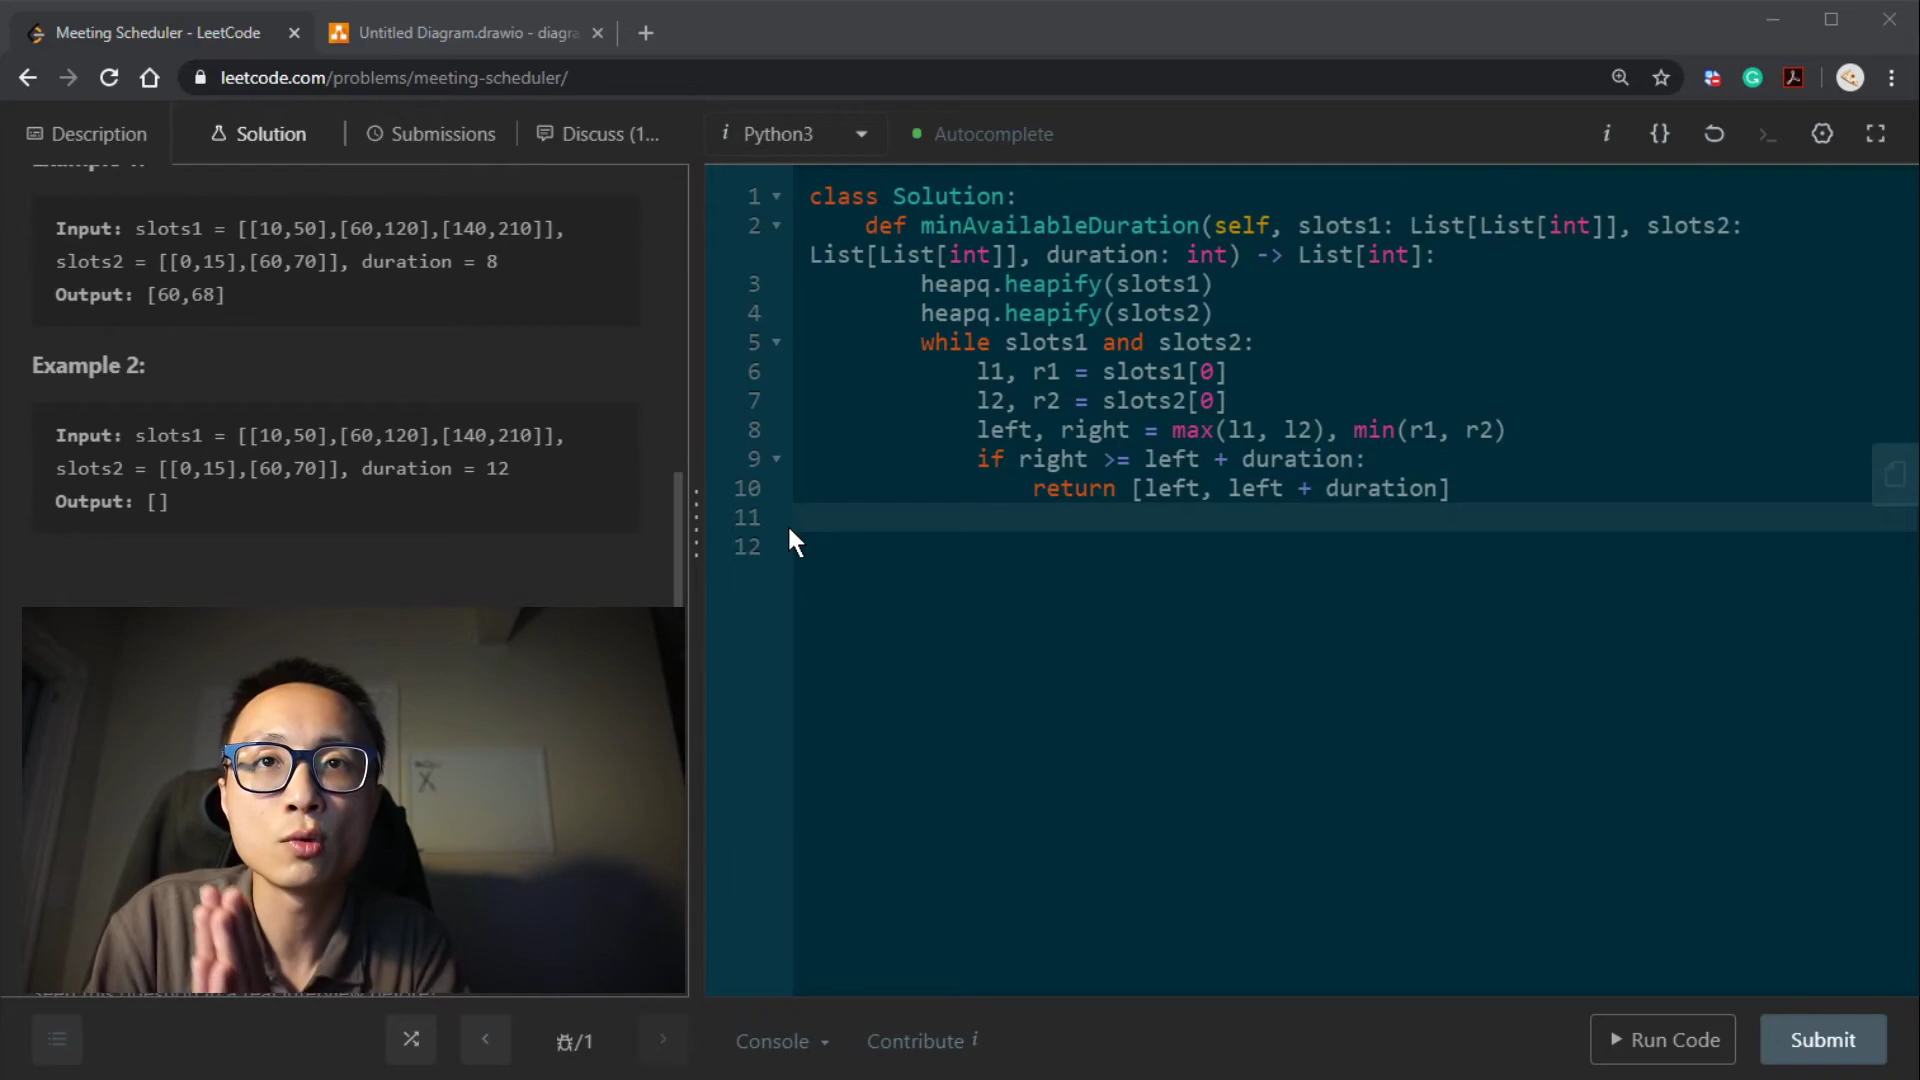 Meeting Scheduler - LeetCode
Untitled Diagram.drawio - diagra
leetcode.com/problems/meeting-scheduler/
Description
Solution
Submissions
Discuss (1...
i Python3
Autocomplete
i {}
Input: slots1 = [[10,50],[60,120],[140,210]],
slots2 = [[0,15],[60,70]], duration = 8
Output: [60,68]
Example 2:
Input: slots1 = [[10,50],[60,120],[140,210]],
slots2 = [[0,15],[60,70]], duration = 12
Output: []
1 class Solution:
2 def minAvailableDuration(self, slots1: List[List[int]], slots2:
List[List[int]], duration: int) -> List[int]:
3 heapq.heapify(slots1)
4 heapq.heapify(slots2)
5 while slots1 and slots2:
6 l1, r1 = slots1[0]
7 l2, r2 = slots2[0]
8 left, right = max(l1, l2), min(r1, r2)
9 if right >= left + duration:
10 return [left, left + duration]
11
12
X
/1
Console
Contribute i
Run Code
Submit